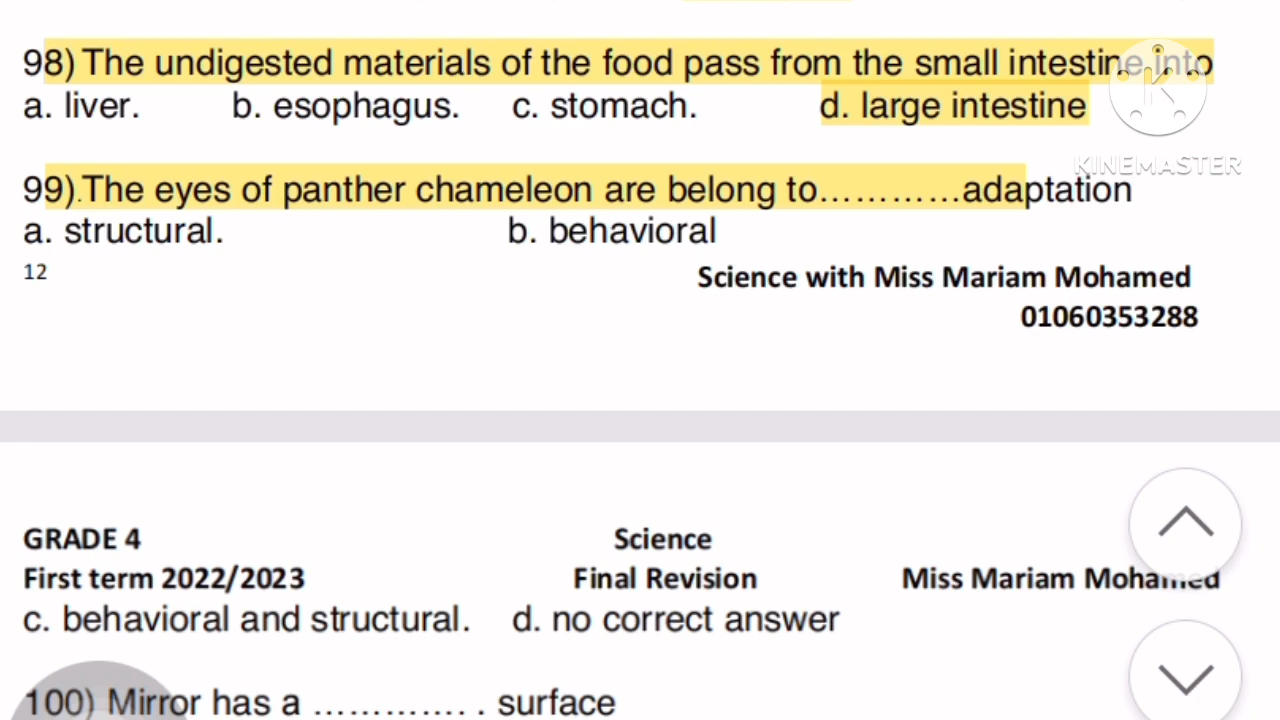 98) The undigested materials of the food pass from the small intestine into
a. liver. b. esophagus. c. stomach. d. large intestine
KINEMASTER
99).The eyes of panther chameleon are belong to............adaptation
a. structural. b. behavioral
12
Science with Miss Mariam Mohamed
01060353288
GRADE 4 Science
First term 2022/2023 Final Revision Miss Mariam Mohamed
c. behavioral and structural. d. no correct answer
100) Mirror has a ............. . surface